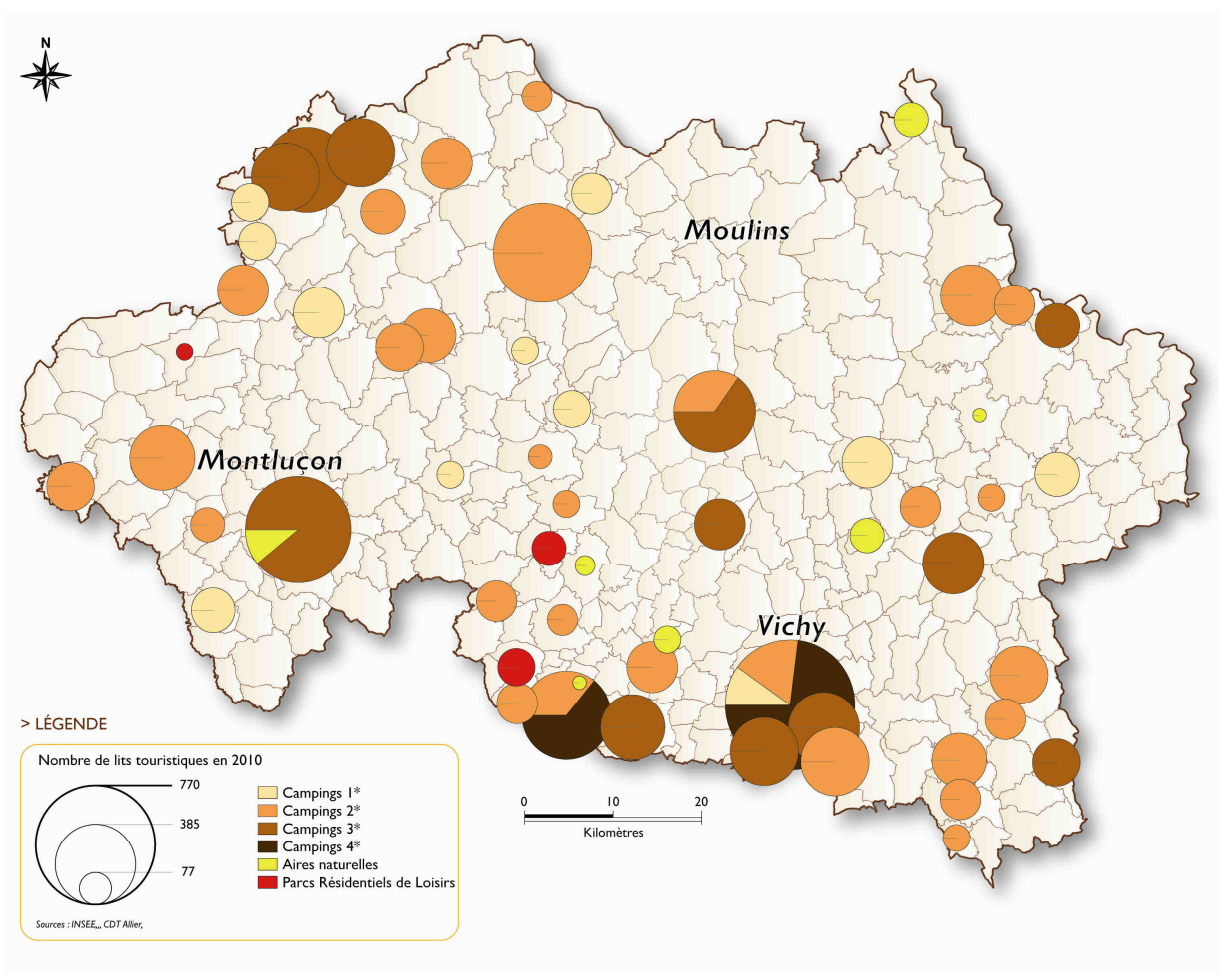 N
Moulins
Montluçon
Vichy
> LÉGENDE
Nombre de lits touristiques en 2010
770
385
77
Campings 1*
Campings 2*
Campings 3*
Campings 4*
Aires naturelles
Parcs Résidentiels de Loisirs
Sources : INSEE,,, CDT Allier,
0
10
20
Kilomètres